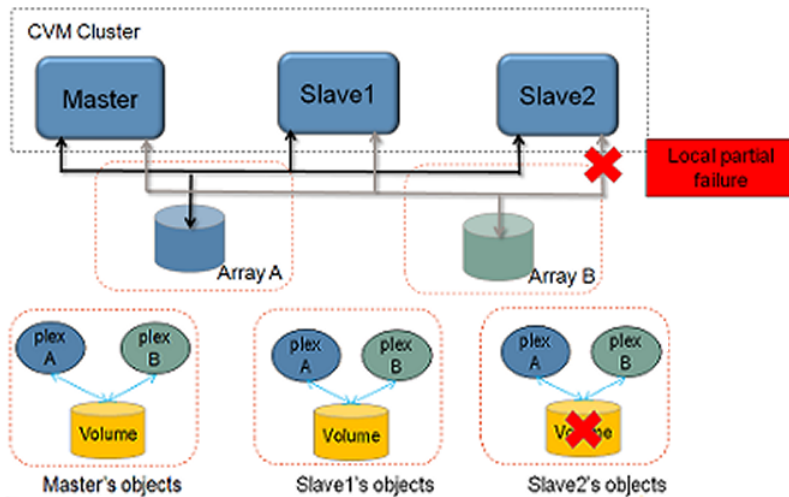 CVM Cluster
Master
Slave1
Slave2
Local partial
failure
Array A
Array B
plex
A
plex
B
Volume
Master's objects
plex
A
plex
B
Volume
Slave1's objects
plex
A
plex
B
Volume
Slave2's objects